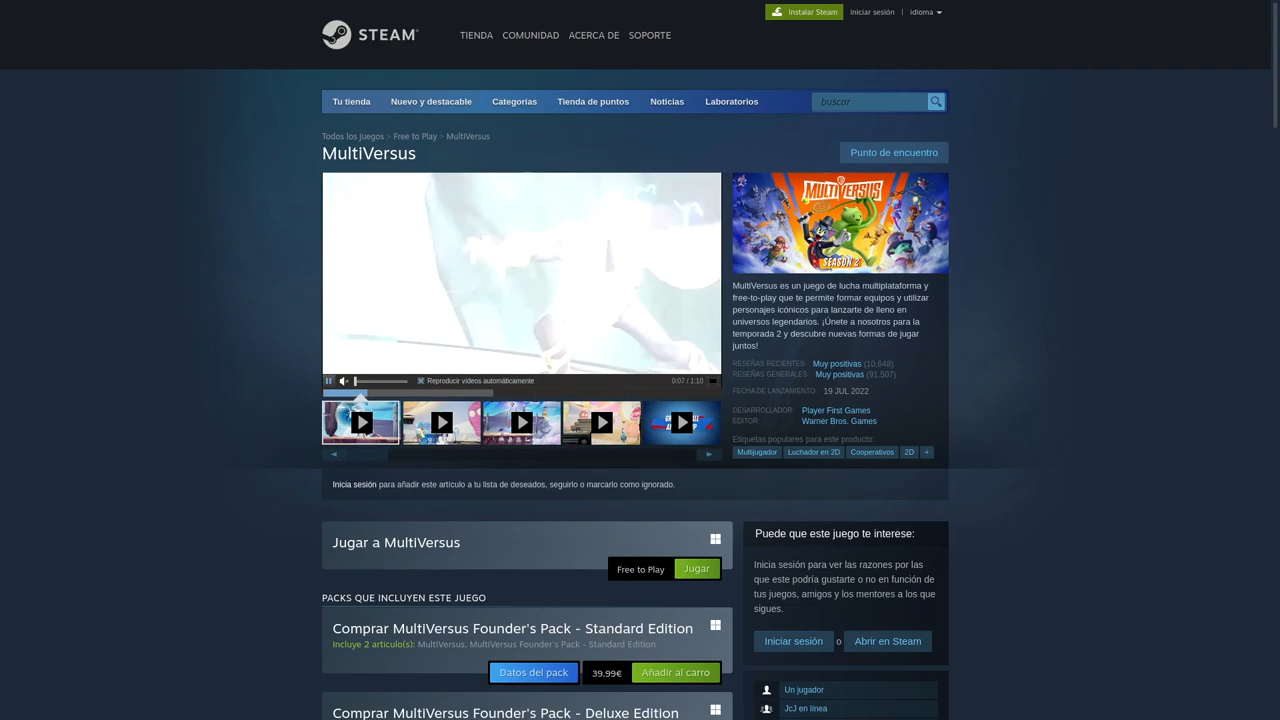 Instalar Steam
iniciar sesión | idioma
STEAM®
TIENDA COMUNIDAD ACERCA DE SOPORTE
Tu tienda Nuevo y destacable Categorías Tienda de puntos Noticias Laboratorios
buscar
Todos los juegos > Free to Play > MultiVersus
MultiVersus
Punto de encuentro
MULTIVERSUS
SEASON 2
MultiVersus es un juego de lucha multiplataforma y
free-to-play que te permite formar equipos y utilizar
personajes icónicos para lanzarte de lleno en
universos legendarios. ¡Únete a nosotros para la
temporada 2 y descubre nuevas formas de jugar
juntos!
RESEÑAS RECIENTES: Muy positivas (10,648)
RESEÑAS GENERALES: Muy positivas (91,507)
FECHA DE LANZAMIENTO: 19 JUL 2022
DESARROLLADOR: Player First Games
EDITOR: Warner Bros. Games
Etiquetas populares para este producto:
Multijugador Luchador en 2D Cooperativos 2D +
Reproducir vídeos automáticamente
0:07 / 1:10
Inicia sesión para añadir este artículo a tu lista de deseados, seguirlo o marcarlo como ignorado.
Jugar a MultiVersus
Free to Play Jugar
PACKS QUE INCLUYEN ESTE JUEGO
Comprar MultiVersus Founder's Pack - Standard Edition
Incluye 2 artículo(s): MultiVersus, MultiVersus Founder's Pack - Standard Edition
Datos del pack 39,99€ Añadir al carro
Comprar MultiVersus Founder's Pack - Deluxe Edition
Puede que este juego te interese:
Inicia sesión para ver las razones por las
que este podría gustarte o no en función de
tus juegos, amigos y los mentores a los que
sigues.
Iniciar sesión o Abrir en Steam
Un jugador
JcJ en línea